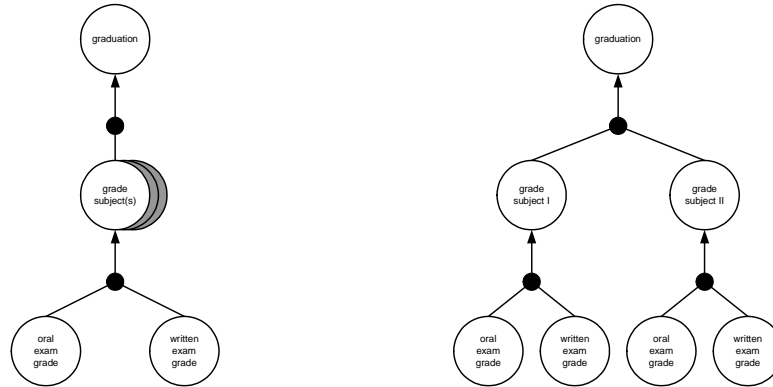 graduation
grade
subject(s)
oral
exam
grade
written
exam
grade
graduation
grade
subject I
grade
subject II
oral
exam
grade
written
exam
grade
oral
exam
grade
written
exam
grade